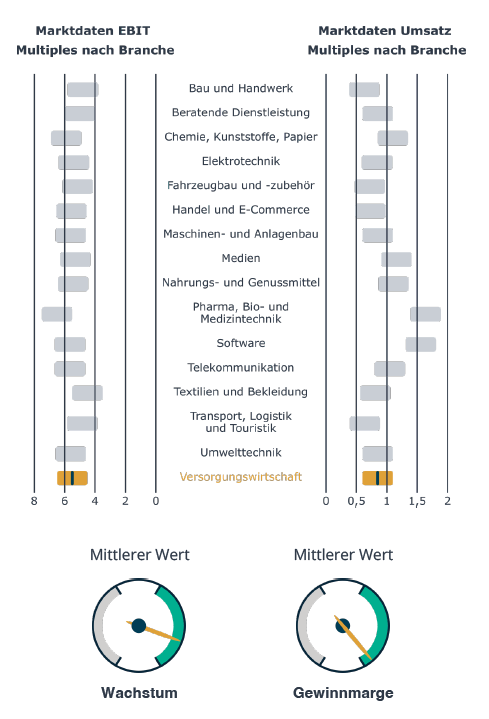 Marktdaten EBIT
Multiples nach Branche
Marktdaten Umsatz
Multiples nach Branche
Bau und Handwerk
Beratende Dienstleistung
Chemie, Kunststoffe, Papier
Elektrotechnik
Fahrzeugbau und -zubehör
Handel und E-Commerce
Maschinen- und Anlagenbau
Medien
Nahrungs- und Genussmittel
Pharma, Bio- und
Medizintechnik
Software
Telekommunikation
Textilien und Bekleidung
Transport, Logistik
und Touristik
Umwelttechnik
Versorgungswirtschaft
8 6 4 2 0
0 0,5 1 1,5 2
Mittlerer Wert
Mittlerer Wert
Wachstum
Gewinnmarge